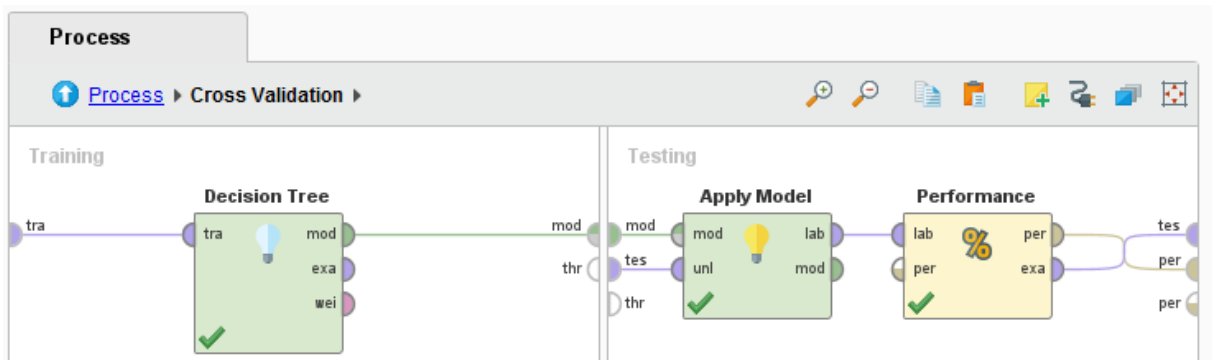 Process
Process ▸ Cross Validation ▸
Training
Testing
Decision Tree
Apply Model
Performance
tra
tra
mod
mod
exa
thr
wei
mod
mod
lab
tes
unl
mod
thr
lab
%
per
tes
per
exa
per
per